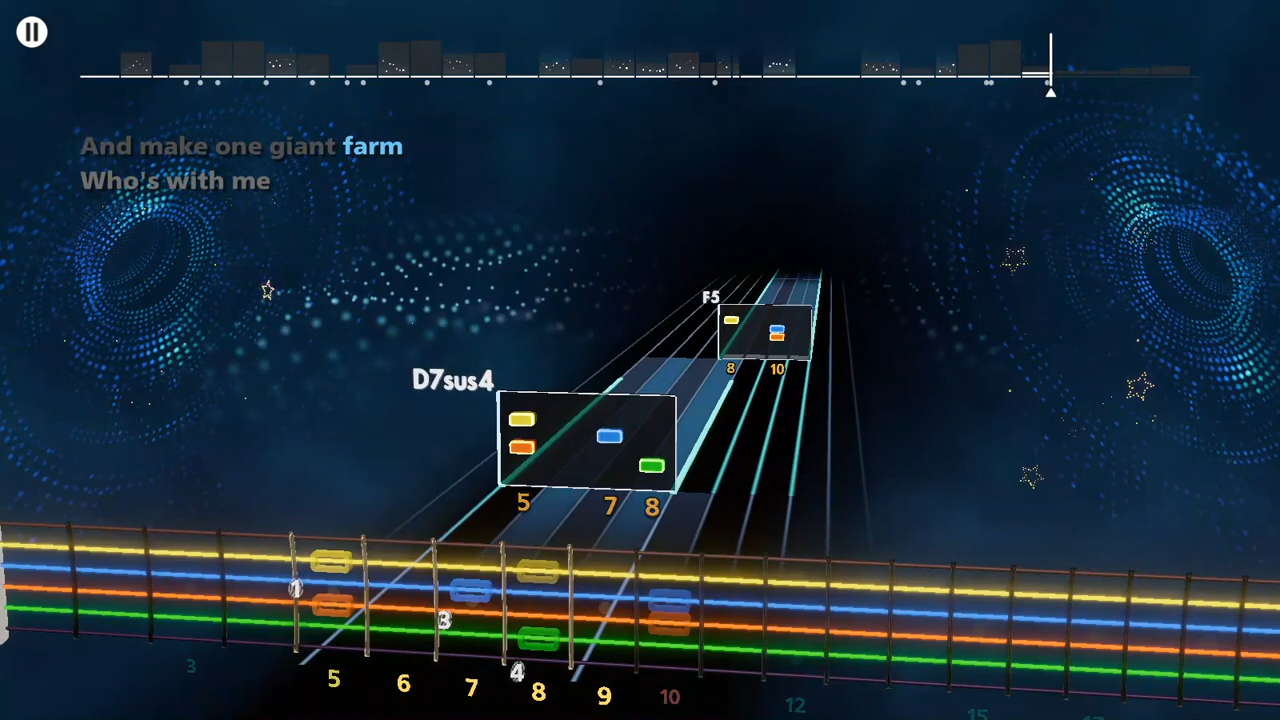 And make one giant farm
Who's with me
F5
8 10
D7sus4
5 7 8
1
3
4
3 5 6 7 8 9 10 12 15